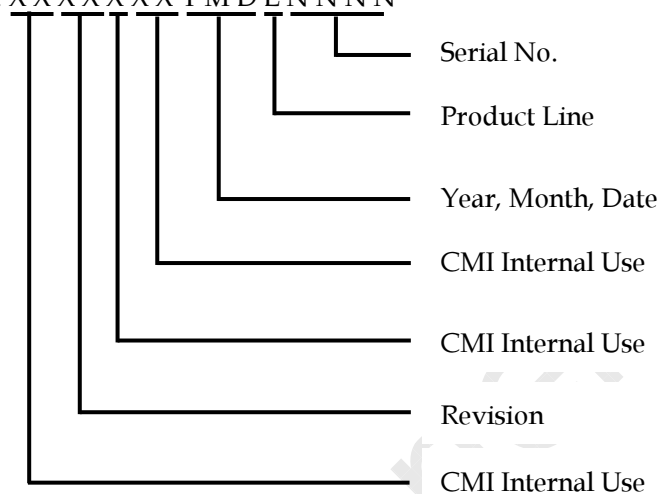 X X X X X X X Y M D L N N N N
Serial No.
Product Line
Year, Month, Date
CMI Internal Use
CMI Internal Use
Revision
CMI Internal Use